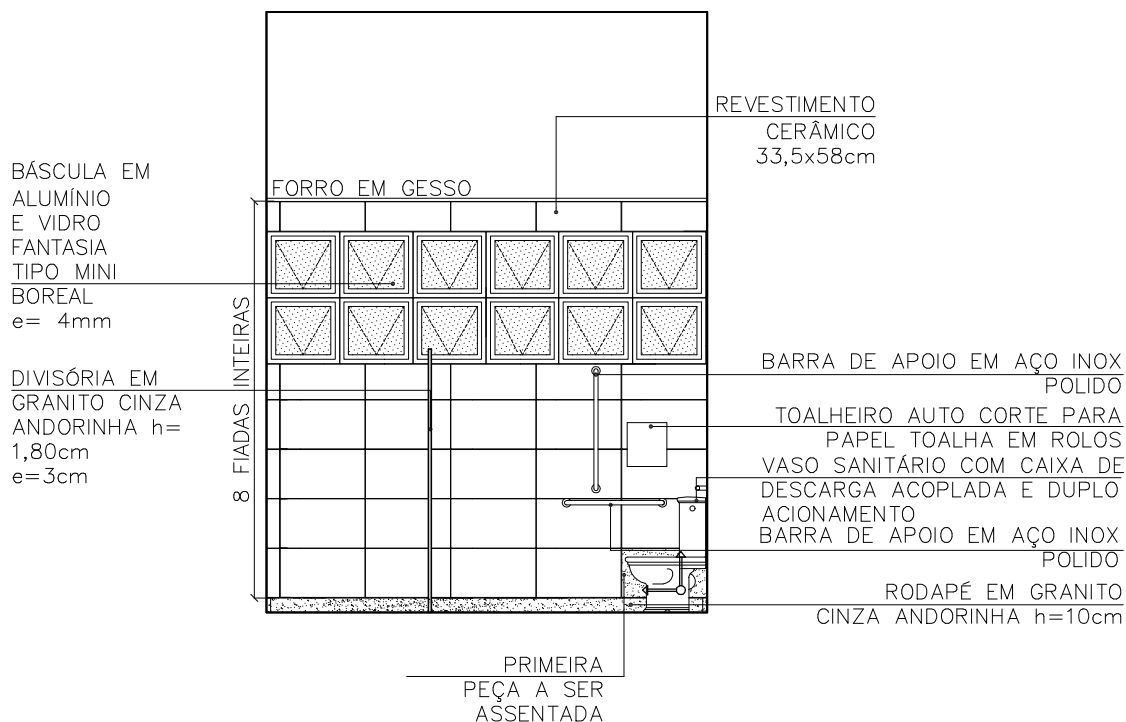 REVESTIMENTO
CERÂMICO
33,5x58cm
BÁSCULA EM
ALUMÍNIO
E VIDRO
FANTASIA
TIPO MINI
BOREAL
e= 4mm
FORRO EM GESSO
8 FIADAS INTEIRAS
DIVISÓRIA EM
GRANITO CINZA
ANDORINHA h=
1,80cm
e=3cm
BARRA DE APOIO EM AÇO INOX
POLIDO
TOALHEIRO AUTO CORTE PARA
PAPEL TOALHA EM ROLOS
VASO SANITÁRIO COM CAIXA DE
DESCARGA ACOPLADA E DUPLO
ACIONAMENTO
BARRA DE APOIO EM AÇO INOX
POLIDO
RODAPÉ EM GRANITO
CINZA ANDORINHA h=10cm
PRIMEIRA
PEÇA A SER
ASSENTADA